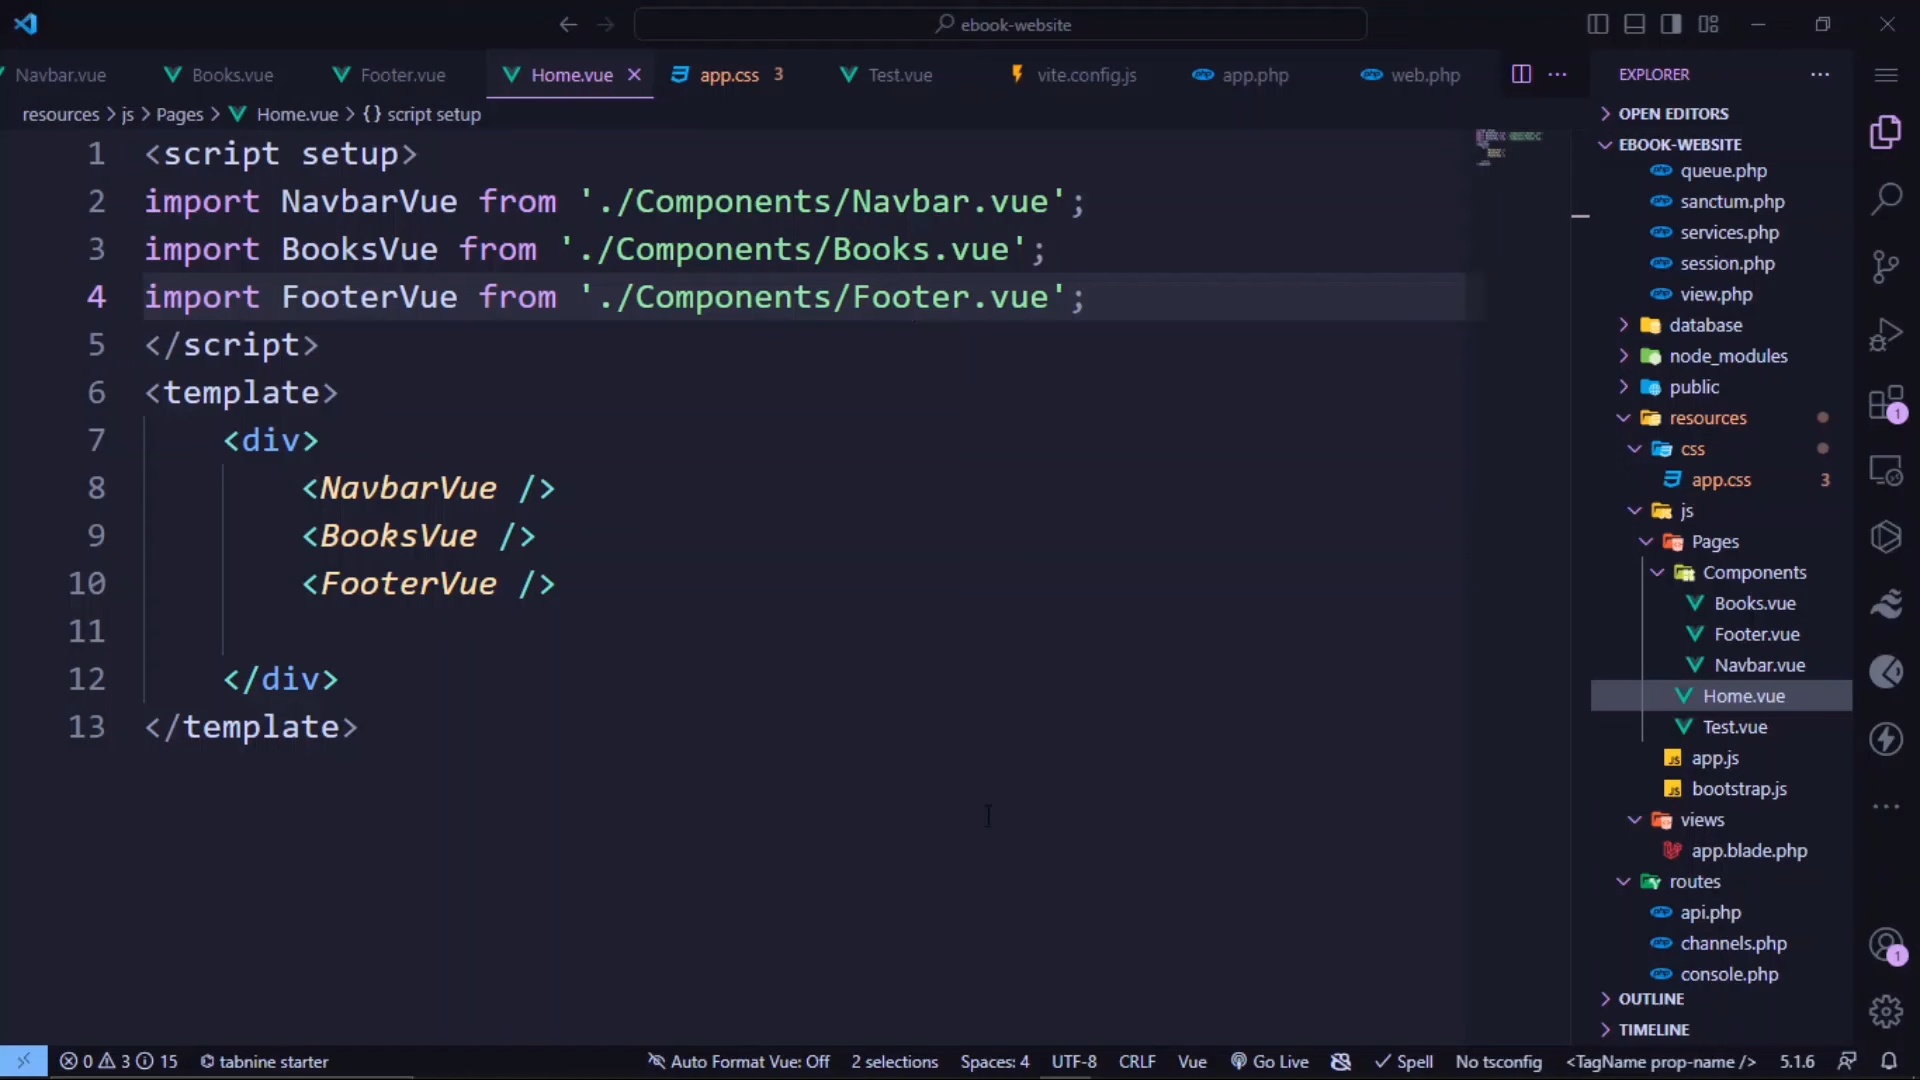 ebook-website
Navbar.vue
Books.vue
Footer.vue
Home.vue
app.css 3
Test.vue
vite.config.js
app.php
web.php
EXPLORER
resources > js > Pages > Home.vue > {} script setup
OPEN EDITORS
EBOOK-WEBSITE
1 <script setup>
2 import NavbarVue from './Components/Navbar.vue';
3 import BooksVue from './Components/Books.vue';
4 import FooterVue from './Components/Footer.vue';
5 </script>
6 <template>
7 <div>
8 <NavbarVue />
9 <BooksVue />
10 <FooterVue />
11
12 </div>
13 </template>
queue.php
sanctum.php
services.php
session.php
view.php
database
node_modules
public
resources
css
app.css 3
js
Pages
Components
Books.vue
Footer.vue
Navbar.vue
Home.vue
Test.vue
app.js
bootstrap.js
views
app.blade.php
routes
api.php
channels.php
console.php
OUTLINE
TIMELINE
1
1
0 3 15 tabnine starter Auto Format Vue: Off 2 selections Spaces: 4 UTF-8 CRLF Vue Go Live Spell No tsconfig <TagName prop-name /> 5.1.6